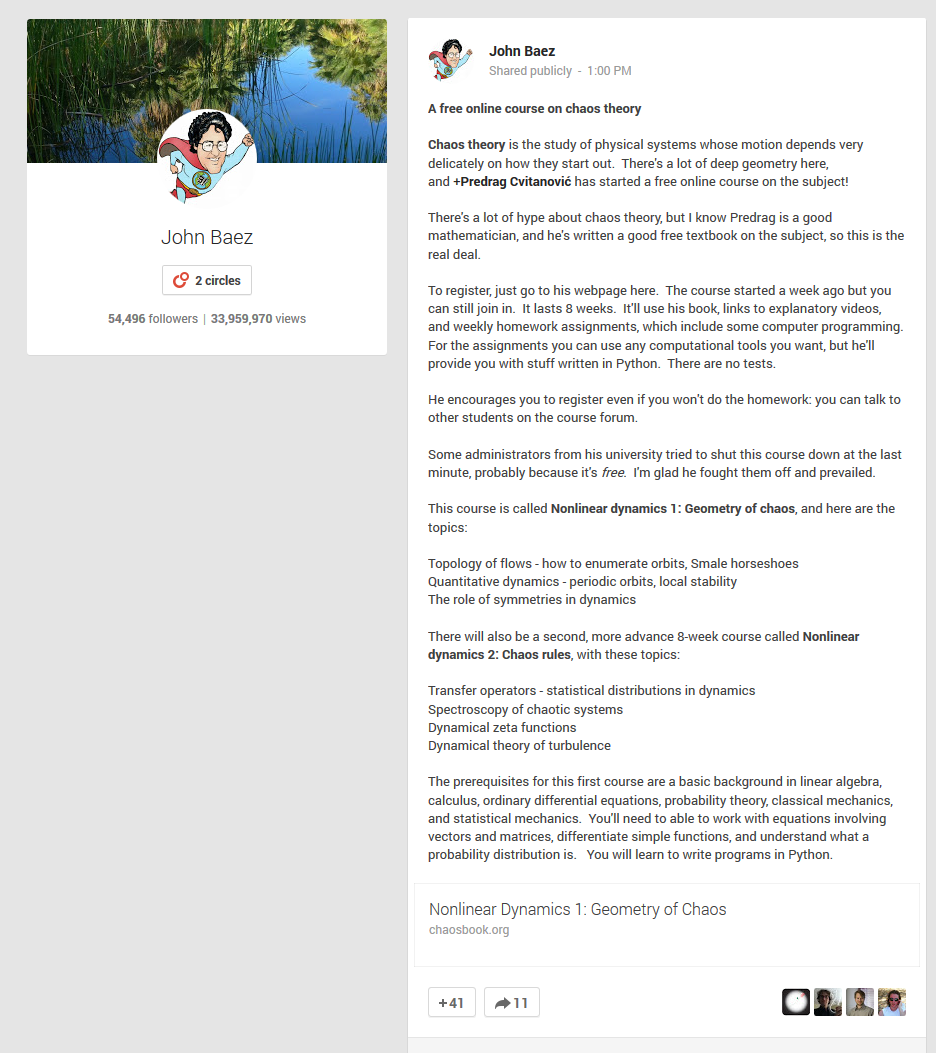 John Baez
2 circles
54,496 followers | 33,959,970 views
John Baez
Shared publicly - 1:00 PM
A free online course on chaos theory
Chaos theory is the study of physical systems whose motion depends very
delicately on how they start out. There's a lot of deep geometry here,
and +Predrag Cvitanović has started a free online course on the subject!
There's a lot of hype about chaos theory, but I know Predrag is a good
mathematician, and he's written a good free textbook on the subject, so this is the
real deal.
To register, just go to his webpage here. The course started a week ago but you
can still join in. It lasts 8 weeks. It'll use his book, links to explanatory videos,
and weekly homework assignments, which include some computer programming.
For the assignments you can use any computational tools you want, but he'll
provide you with stuff written in Python. There are no tests.
He encourages you to register even if you won't do the homework: you can talk to
other students on the course forum.
Some administrators from his university tried to shut this course down at the last
minute, probably because it's free. I'm glad he fought them off and prevailed.
This course is called Nonlinear dynamics 1: Geometry of chaos, and here are the
topics:
Topology of flows - how to enumerate orbits, Smale horseshoes
Quantitative dynamics - periodic orbits, local stability
The role of symmetries in dynamics
There will also be a second, more advance 8-week course called Nonlinear
dynamics 2: Chaos rules, with these topics:
Transfer operators - statistical distributions in dynamics
Spectroscopy of chaotic systems
Dynamical zeta functions
Dynamical theory of turbulence
The prerequisites for this first course are a basic background in linear algebra,
calculus, ordinary differential equations, probability theory, classical mechanics,
and statistical mechanics. You'll need to able to work with equations involving
vectors and matrices, differentiate simple functions, and understand what a
probability distribution is. You will learn to write programs in Python.
Nonlinear Dynamics 1: Geometry of Chaos
chaosbook.org
+41
11